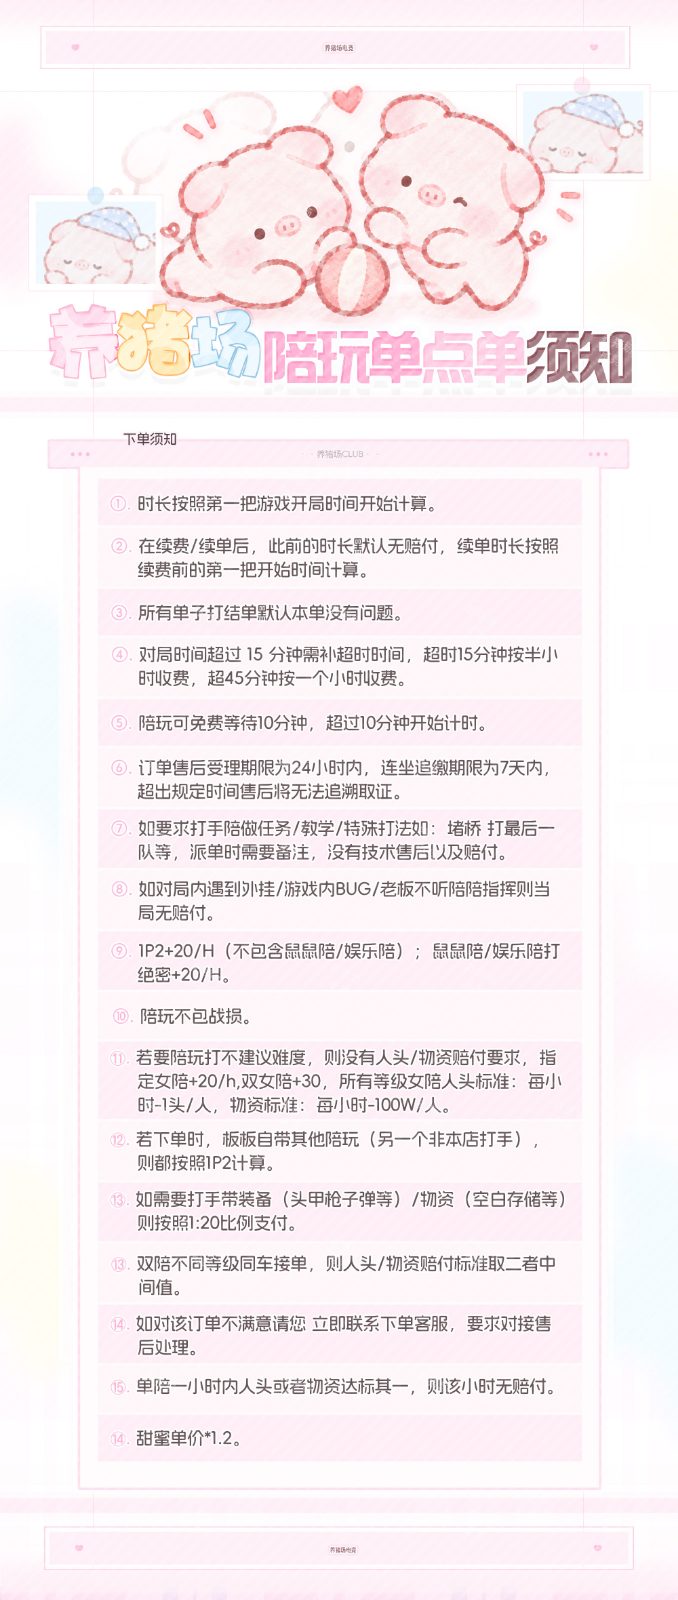 养猪场电竞
养猪场陪玩单点单须知
下单须知
养猪场CLUB
①. 时长按照第一把游戏开局时间开始计算。
②. 在续费/续单后，此前的时长默认无赔付，续单时长按照
续费前的第一把开始时间计算。
③. 所有单子打结单默认本单没有问题。
④. 对局时间超过 15 分钟需补超时时间，超时15分钟按半小
时收费，超45分钟按一个小时收费。
⑤. 陪玩可免费等待10分钟，超过10分钟开始计时。
⑥. 订单售后受理期限为24小时内，连坐追缴期限为7天内，
超出规定时间售后将无法追溯取证。
⑦. 如要求打手陪做任务/教学/特殊打法如：堵桥 打最后一
队等，派单时需要备注，没有技术售后以及赔付。
⑧. 如对局内遇到外挂/游戏内BUG/老板不听陪陪指挥则当
局无赔付。
⑨. 1P2+20/H（不包含鼠鼠陪/娱乐陪）；鼠鼠陪/娱乐陪打
绝密+20/H。
⑩. 陪玩不包战损。
⑪. 若要陪玩打不建议难度，则没有人头/物资赔付要求，指
定女陪+20/h,双女陪+30，所有等级女陪人头标准：每小
时-1头/人，物资标准：每小时-100W/人。
⑫. 若下单时，板板自带其他陪玩（另一个非本店打手），
则都按照1P2计算。
⑬. 如需要打手带装备（头甲枪子弹等）/物资（空白存储等）
则按照1:20比例支付。
⑬. 双陪不同等级同车接单，则人头/物资赔付标准取二者中
间值。
⑭. 如对该订单不满意请您 立即联系下单客服，要求对接售
后处理。
⑮. 单陪一小时内人头或者物资达标其一，则该小时无赔付。
⑭. 甜蜜单价*1.2。
养猪场电竞